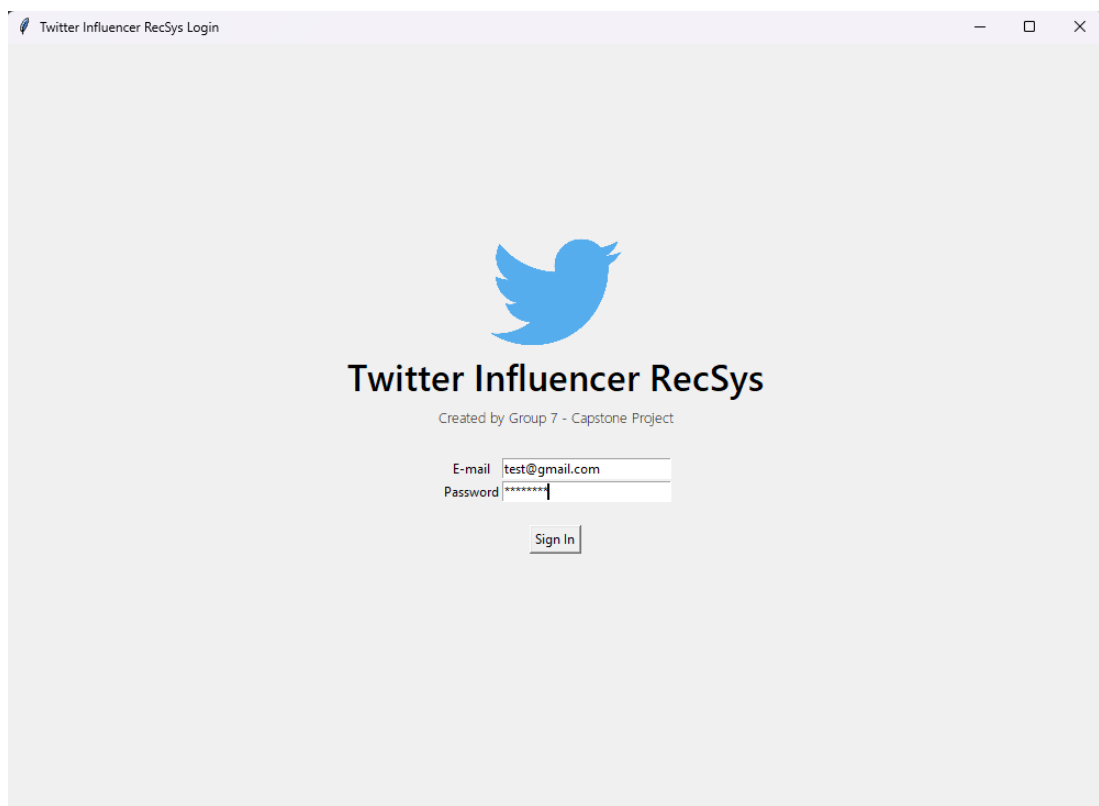 Twitter Influencer RecSys Login
Twitter Influencer RecSys
Created by Group 7 - Capstone Project
E-mail test@gmail.com
Password ********
Sign In